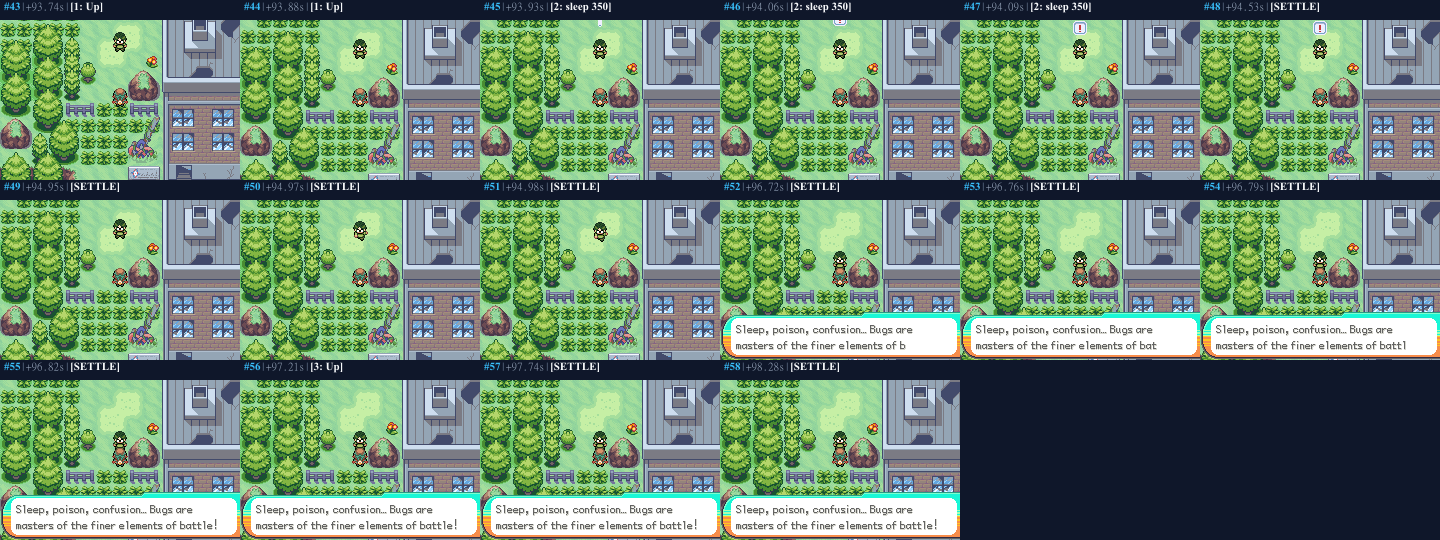 #43|+93.74s|[1: Up]
#44|+93.88s|[1: Up]
#45|+93.93s|[2: sleep 350]
#46|+94.06s|[2: sleep 350]
#47|+94.09s|[2: sleep 350]
#48|+94.53s|[SETTLE]
#49|+94.95s|[SETTLE]
#50|+94.97s|[SETTLE]
#51|+94.98s|[SETTLE]
#52|+96.72s|[SETTLE]
Sleep, poison, confusion... Bugs are
masters of the finer elements of b
#53|+96.76s|[SETTLE]
Sleep, poison, confusion... Bugs are
masters of the finer elements of bat
#54|+96.79s|[SETTLE]
Sleep, poison, confusion... Bugs are
masters of the finer elements of battl
#55|+96.82s|[SETTLE]
Sleep, poison, confusion... Bugs are
masters of the finer elements of battle!
#56|+97.21s|[3: Up]
Sleep, poison, confusion... Bugs are
masters of the finer elements of battle!
#57|+97.74s|[SETTLE]
Sleep, poison, confusion... Bugs are
masters of the finer elements of battle!
#58|+98.28s|[SETTLE]
Sleep, poison, confusion... Bugs are
masters of the finer elements of battle!